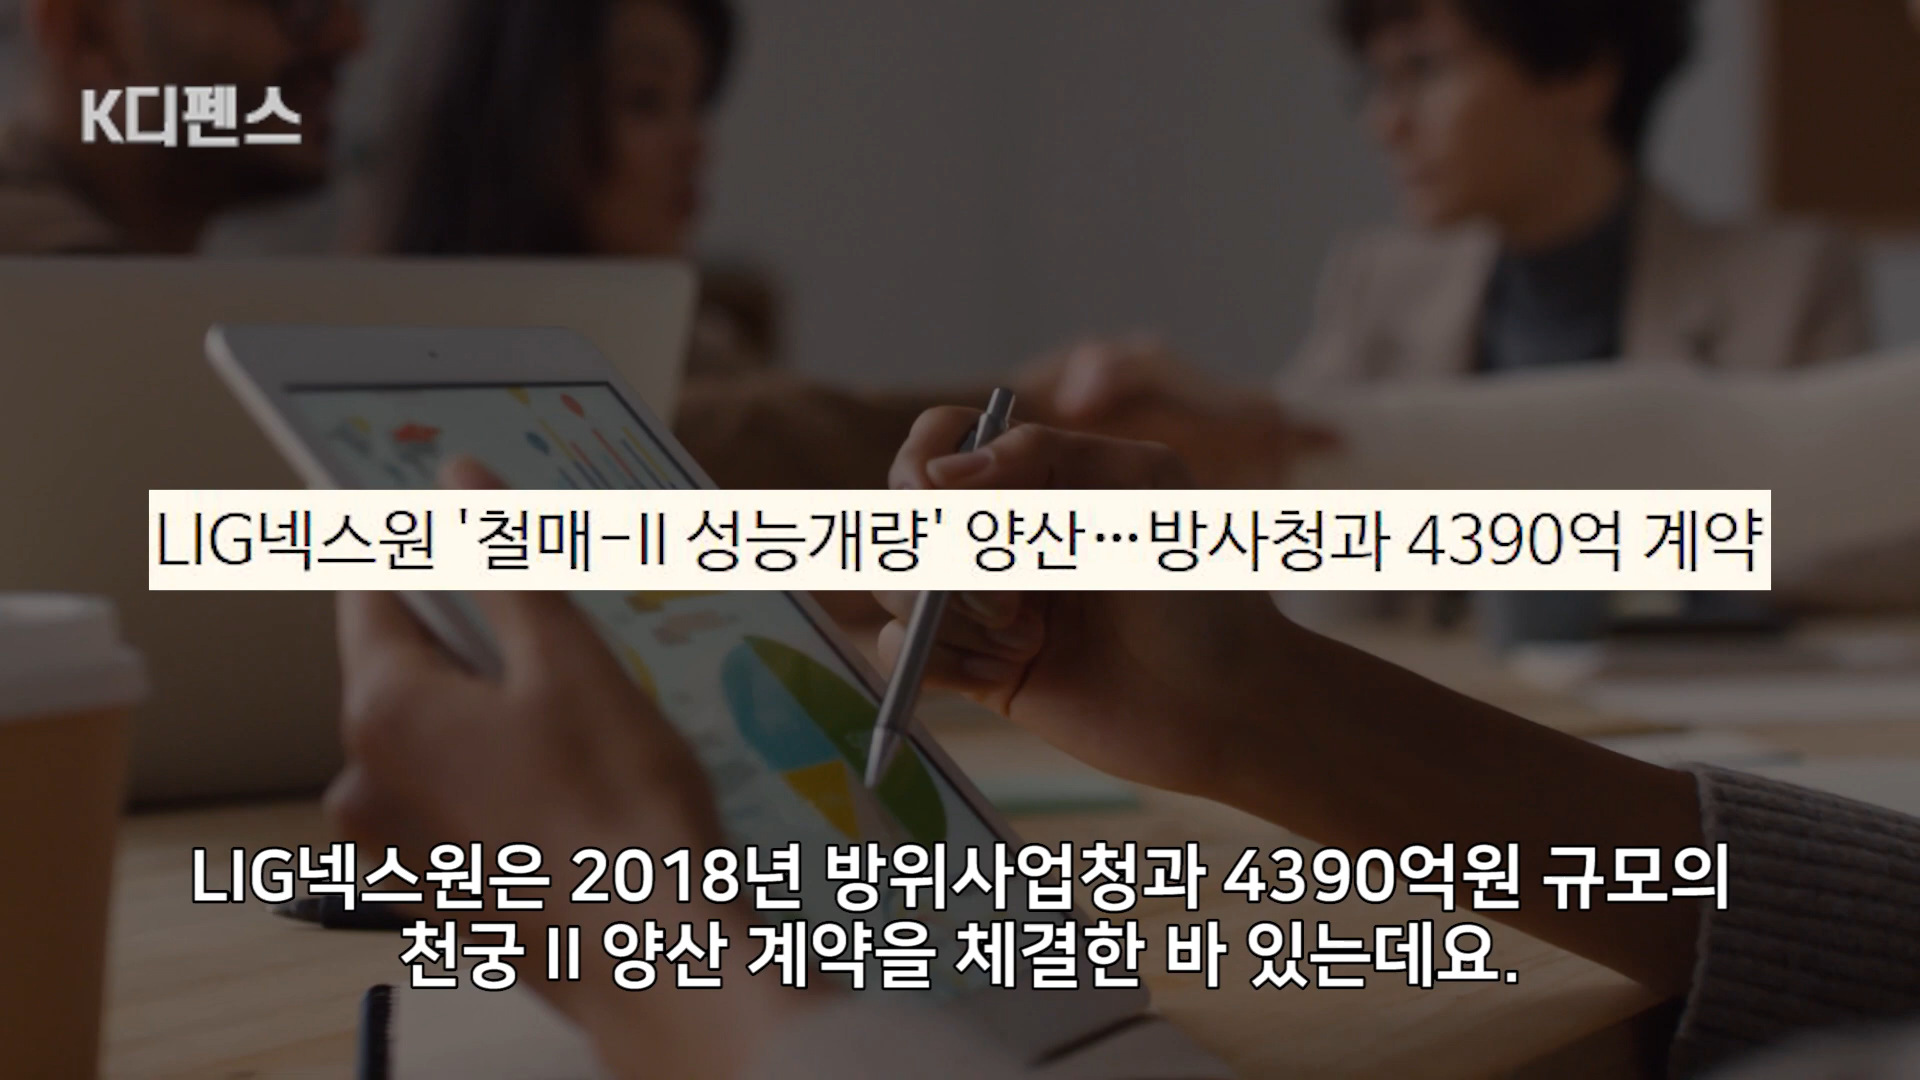 K디펜스
LIG넥스원 '철매-II 성능개량' 양산…방사청과 4390억 계약
LIG넥스원은 2018년 방위사업청과 4390억원 규모의
천궁 II 양산 계약을 체결한 바 있는데요.